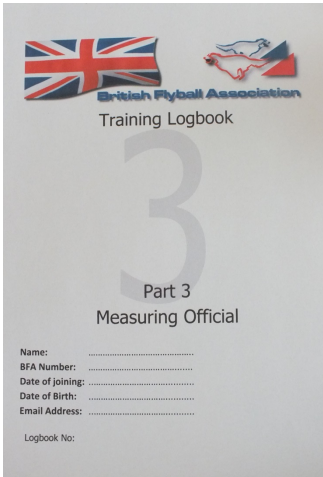 British Flyball Association
Training Logbook
3
Part 3
Measuring Official
Name: ............................................
BFA Number: ...........................................
Date of joining: ............................................
Date of Birth: ............................................
Email Address: ............................................
Logbook No: